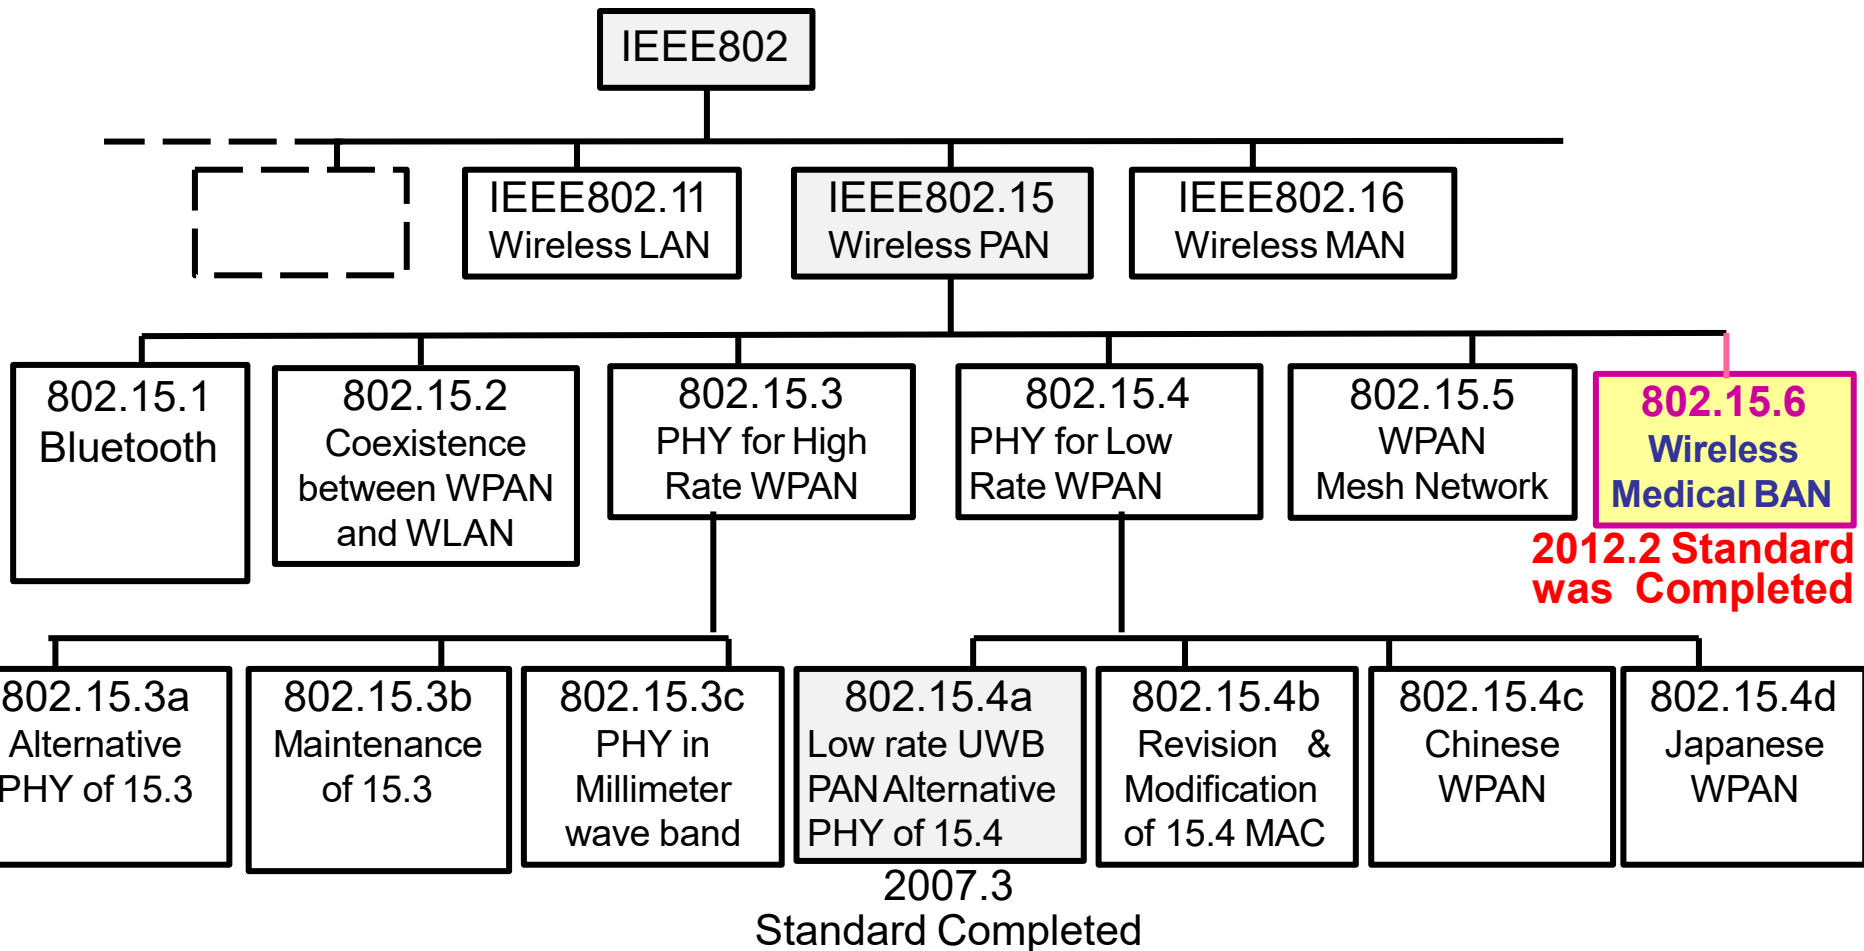 IEEE802
IEEE802.11
Wireless LAN
IEEE802.15
Wireless PAN
IEEE802.16
Wireless MAN
802.15.1
Bluetooth
802.15.2
Coexistence
between WPAN
and WLAN
802.15.3
PHY for High
Rate WPAN
802.15.4
PHY for Low
Rate WPAN
802.15.5
WPAN
Mesh Network
802.15.6
Wireless
Medical BAN
2012.2 Standard
was Completed
802.15.3a
Alternative
PHY of 15.3
802.15.3b
Maintenance
of 15.3
802.15.3c
PHY in
Millimeter
wave band
802.15.4a
Low rate UWB
PAN Alternative
PHY of 15.4
2007.3
Standard Completed
802.15.4b
Revision &
Modification
of 15.4 MAC
802.15.4c
Chinese
WPAN
802.15.4d
Japanese
WPAN